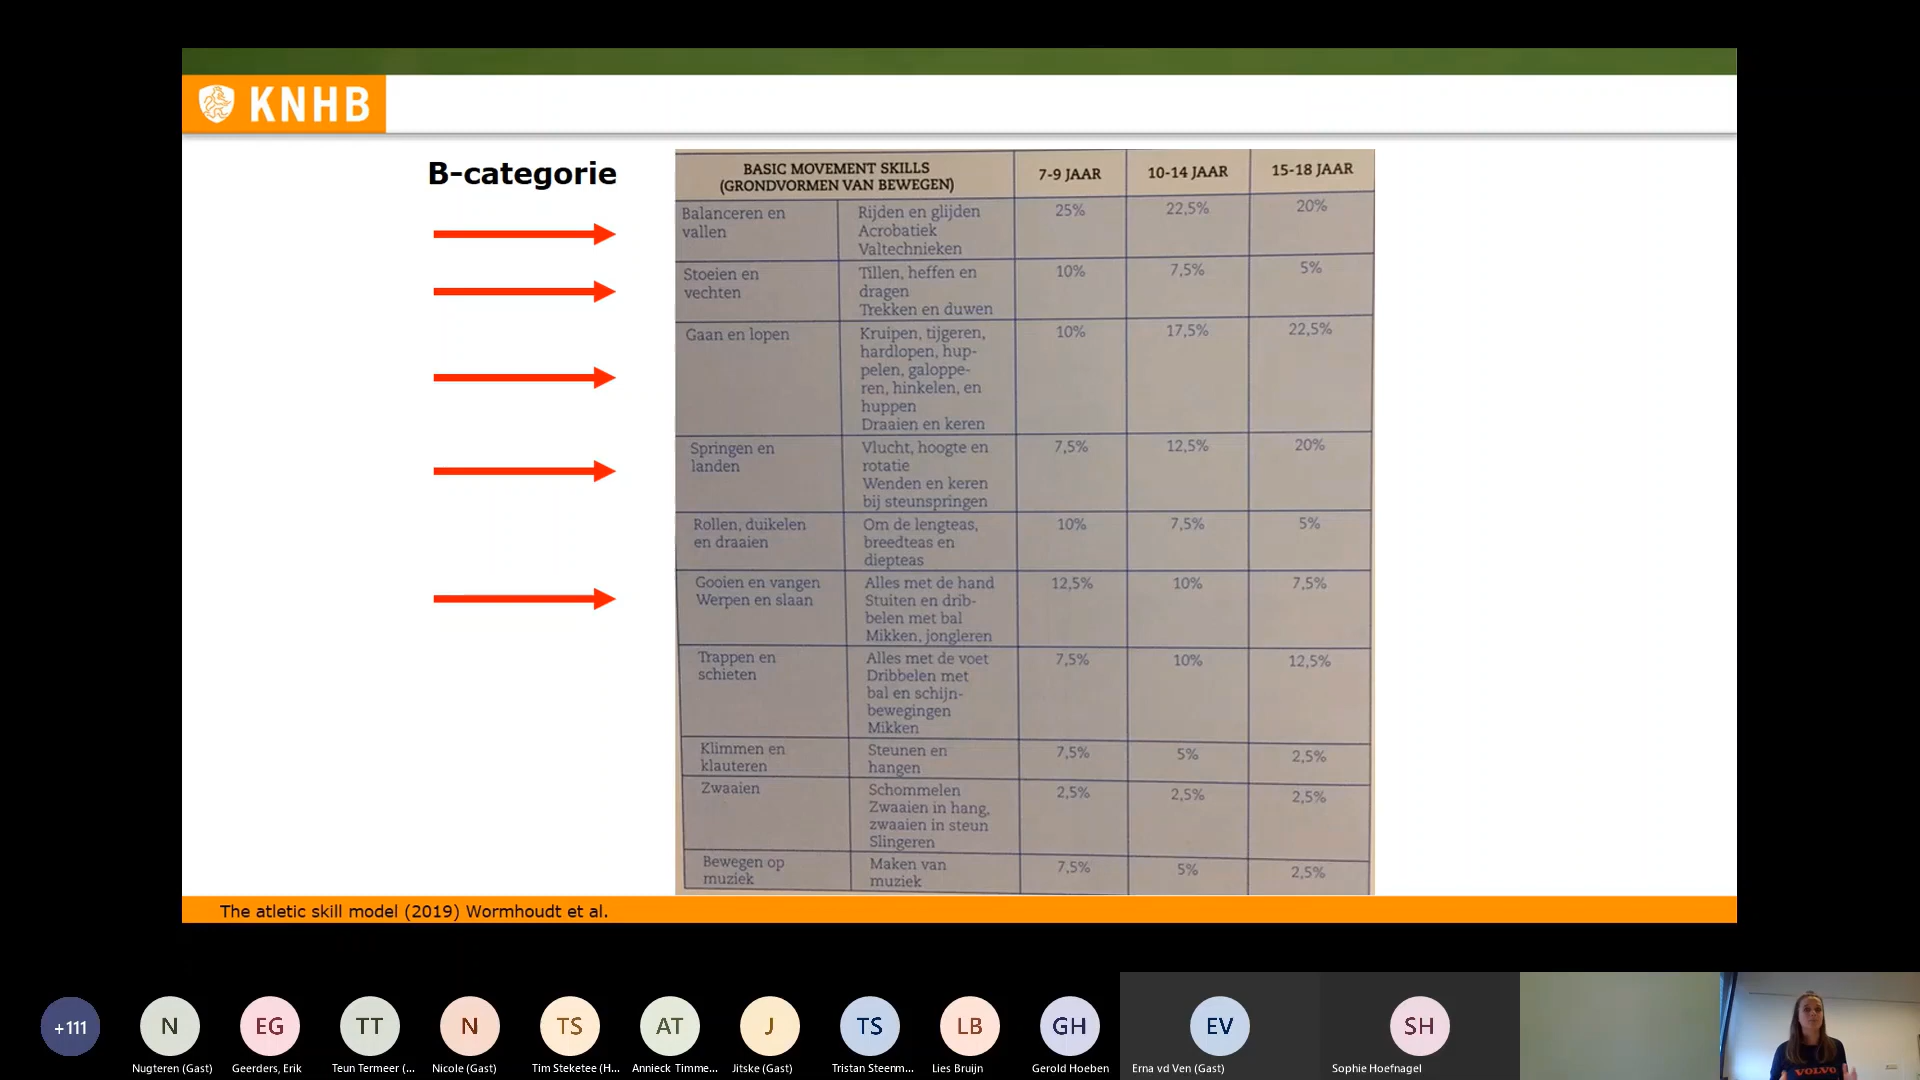 KNHB
B-categorie
BASIC MOVEMENT SKILLS
(GRONDVORMEN VAN BEWEGEN)
7-9 JAAR
10-14 JAAR
15-18 JAAR
Balanceren en
vallen
Rijden en glijden
Acrobatiek
Valtechnieken
25%
22,5%
20%
Stoeien en
vechten
Tillen, heffen en
dragen
Trekken en duwen
10%
7,5%
5%
Gaan en lopen
Kruipen, tijgeren,
hardlopen, hup-
pelen, galoppe-
ren, hinkelen, en
huppen
Draaien en keren
10%
17,5%
22,5%
Springen en
landen
Vlucht, hoogte en
rotatie
Wenden en keren
bij steunspringen
7,5%
12,5%
20%
Rollen, duikelen
en draaien
Om de lengteas,
breedteas en
diepteas
10%
7,5%
5%
Gooien en vangen
Werpen en slaan
Alles met de hand
Stuiten en drib-
belen met bal
Mikken, jongleren
12,5%
10%
7,5%
Trappen en
schieten
Alles met de voet
Dribbelen met
bal en schijn-
bewegingen
Mikken
7,5%
10%
12,5%
Klimmen en
klauteren
Steunen en
hangen
7,5%
5%
2,5%
Zwaaien
Schommelen
Zwaaien in hang,
zwaaien in steun
Slingeren
2,5%
2,5%
2,5%
Bewegen op
muziek
Maken van
muziek
7,5%
5%
2,5%
The atletic skill model (2019) Wormhoudt et al.
+111
N
EG
TT
N
TS
AT
J
TS
LB
GH
EV
SH
Nugteren (Gast)
Geerders, Erik
Teun Termeer (...
Nicole (Gast)
Tim Steketee (H...
Annieck Timme...
Jitske (Gast)
Tristan Steenm...
Lies Bruijn
Gerold Hoeben
Erna vd Ven (Gast)
Sophie Hoefnagel
VOLVO